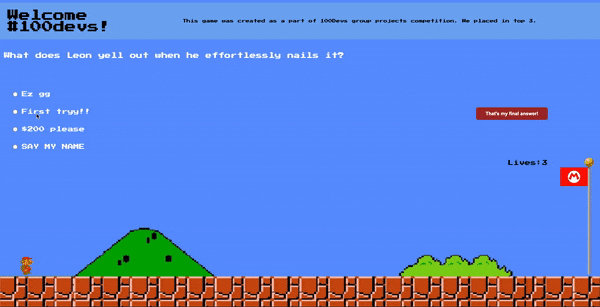 Welcome
#100devs!
This game was created as a part of 100Devs group projects competition. We placed in top 3.
What does Leon yell out when he effortlessly nails it?
Ez gg
First tryy!!
$200 please
SAY MY NAME
That's my final answer!
Lives:3
M